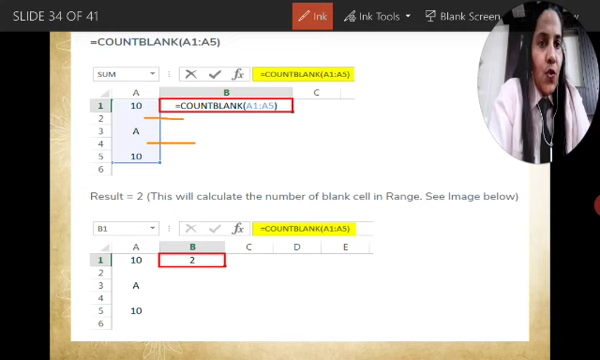 SLIDE 34 OF 41 Ink Ink Tools Blank Screen
=COUNTBLANK(A1:A5)
SUM fx =COUNTBLANK(A1:A5)
A B C
1 10 =COUNTBLANK(A1:A5)
2
3 A
4
5 10
6
Result = 2 (This will calculate the number of blank cell in Range. See Image below)
B1 fx =COUNTBLANK(A1:A5)
A B C D E
1 10 2
2
3 A
4
5 10
6